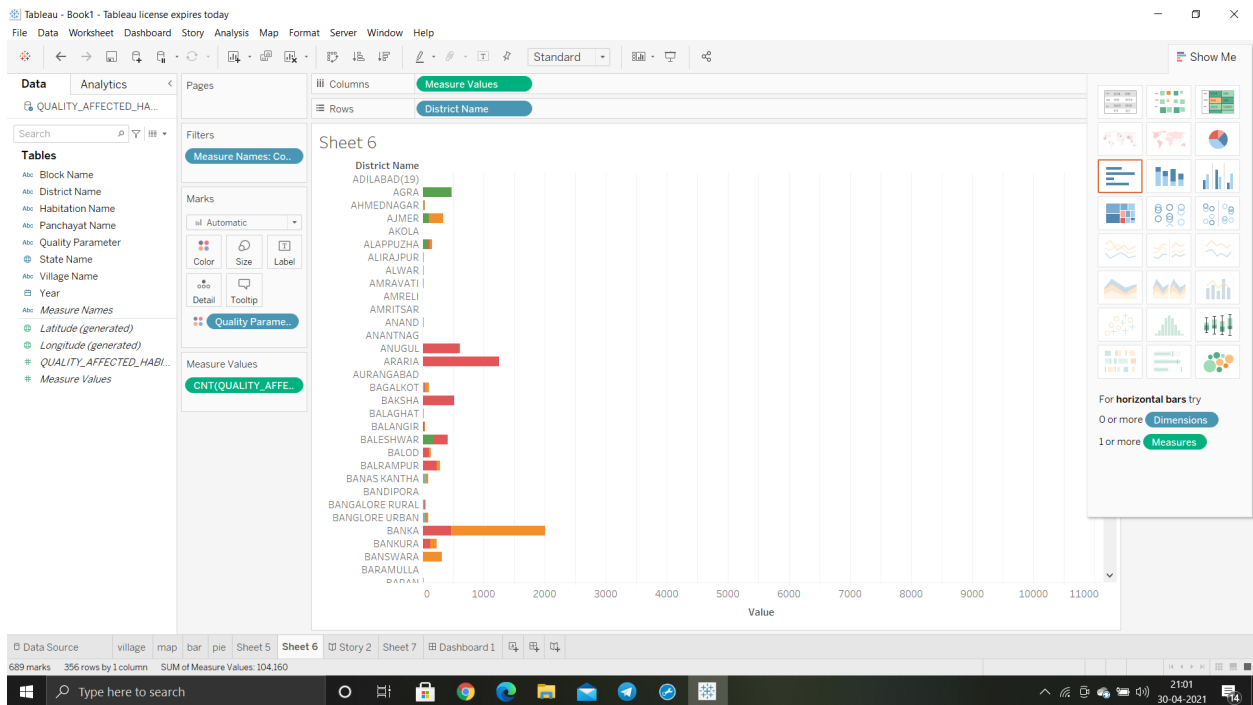 Tableau - Book1 - Tableau license expires today
File Data Worksheet Dashboard Story Analysis Map Format Server Window Help
Standard
Show Me
Data Analytics
QUALITY_AFFECTED_HA...
Search
Tables
Abc Block Name
Abc District Name
Abc Habitation Name
Abc Panchayat Name
Abc Quality Parameter
State Name
Abc Village Name
Year
Abc Measure Names
Latitude (generated)
Longitude (generated)
# QUALITY_AFFECTED_HABI...
# Measure Values
Pages
Filters
Measure Names: Co..
Marks
Automatic
Color Size Label
Detail Tooltip
Quality Parame..
Measure Values
CNT(QUALITY_AFFE..
Columns Measure Values
Rows District Name
Sheet 6
District Name
ADILABAD(19)
AGRA
AHMEDNAGAR
AJMER
AKOLA
ALAPPUZHA
ALIRAJPUR
ALWAR
AMRAVATI
AMRELI
AMRITSAR
ANAND
ANANTNAG
ANUGUL
ARARIA
AURANGABAD
BAGALKOT
BAKSHA
BALAGHAT
BALANGIR
BALESHWAR
BALOD
BALRAMPUR
BANAS KANTHA
BANDIPORA
BANGALORE RURAL
BANGLORE URBAN
BANKA
BANKURA
BANSWARA
BARAMULLA
BARAN
0 1000 2000 3000 4000 5000 6000 7000 8000 9000 10000 11000
Value
For horizontal bars try
0 or more Dimensions
1 or more Measures
Data Source village map bar pie Sheet 5 Sheet 6 Story 2 Sheet 7 Dashboard 1
689 marks 356 rows by 1 column SUM of Measure Values: 104,160
Type here to search
21:01
30-04-2021
14